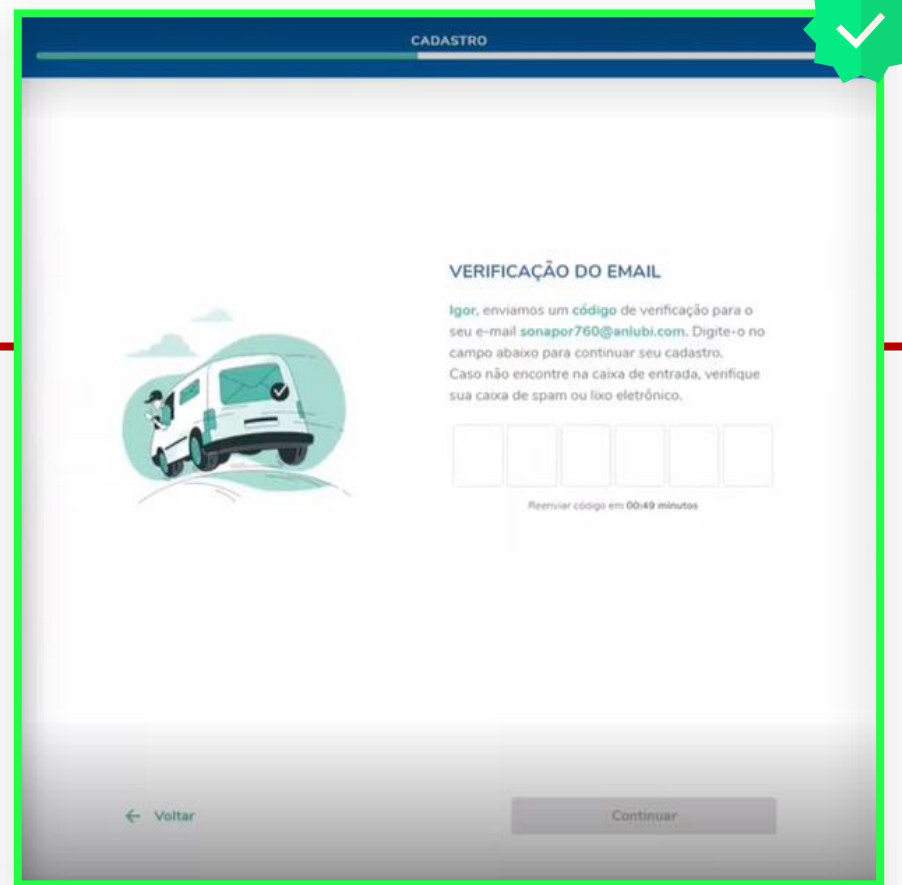 CADASTRO
VERIFICAÇÃO DO EMAIL
Igor, enviamos um código de verificação para o
seu e-mail sonapor760@anlubi.com. Digite-o no
campo abaixo para continuar seu cadastro.
Caso não encontre na caixa de entrada, verifique
sua caixa de spam ou lixo eletrônico.
Reenviar código em 00:49 minutos
← Voltar
Continuar